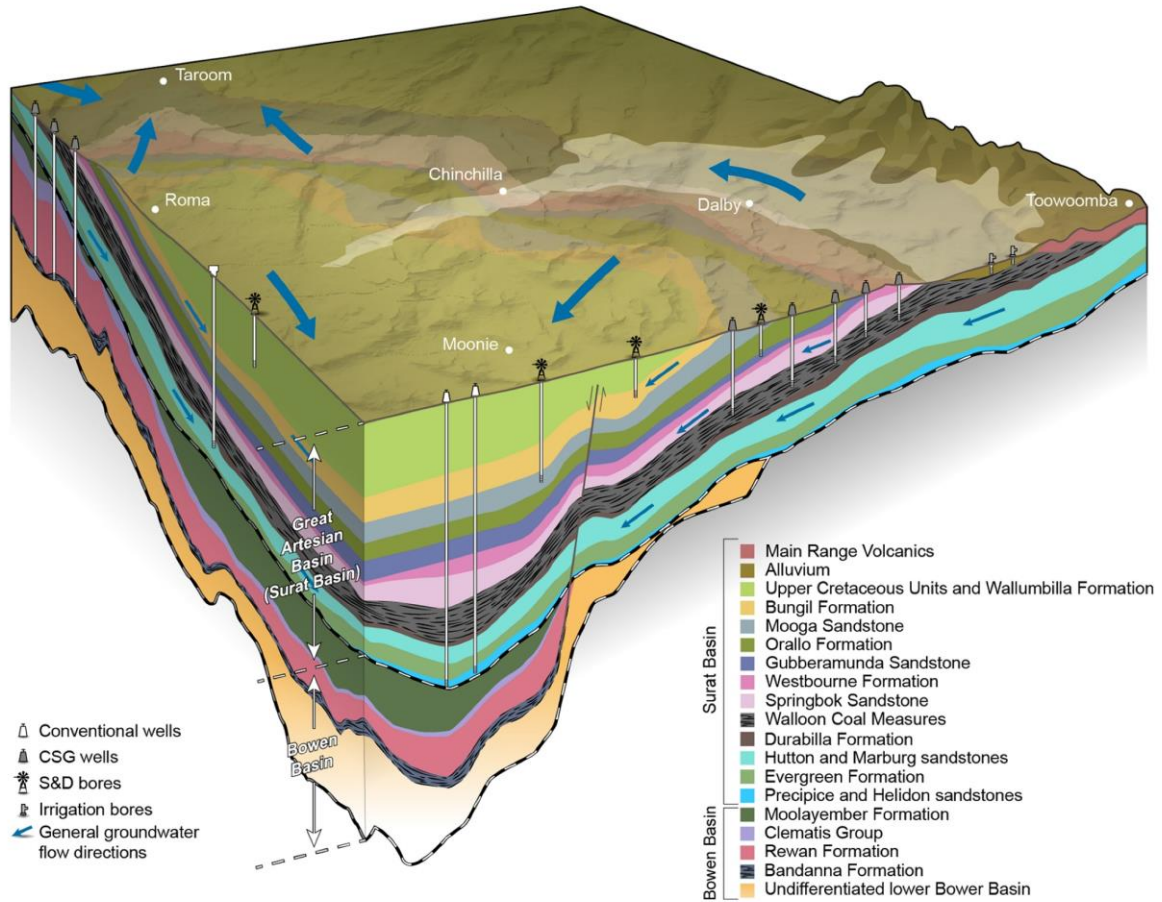 Taroom
Roma
Chinchilla
Dalby
Toowoomba
Moonie
Great
Artesian
Basin
(Surat Basin)
Bowen
Basin
Conventional wells
CSG wells
S&D bores
Irrigation bores
General groundwater
flow directions
Surat Basin
Main Range Volcanics
Alluvium
Upper Cretaceous Units and Wallumbilla Formation
Bungil Formation
Mooga Sandstone
Orallo Formation
Gubberamunda Sandstone
Westbourne Formation
Springbok Sandstone
Walloon Coal Measures
Durabilla Formation
Hutton and Marburg sandstones
Evergreen Formation
Precipice and Helidon sandstones
Bowen Basin
Moolayember Formation
Clematis Group
Rewan Formation
Bandanna Formation
Undifferentiated lower Bower Basin